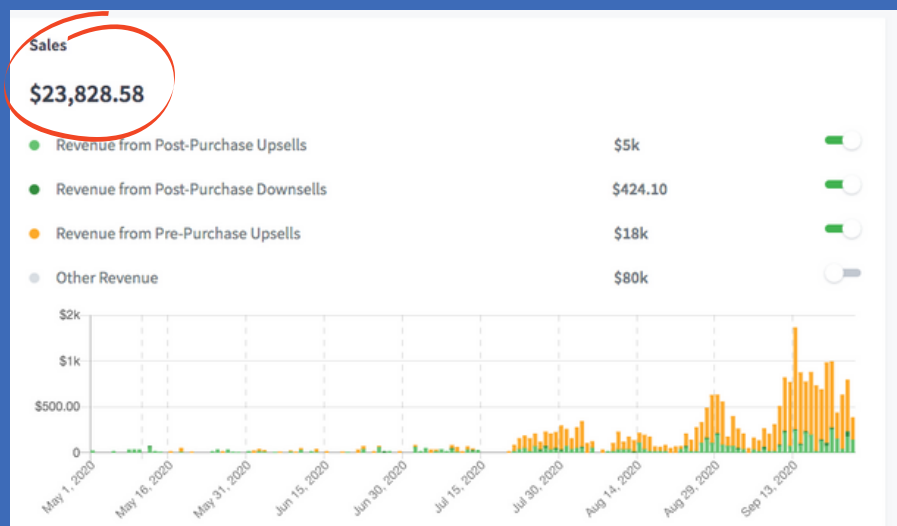 Sales
$23,828.58
Revenue from Post-Purchase Upsells $5k
Revenue from Post-Purchase Downsells $424.10
Revenue from Pre-Purchase Upsells $18k
Other Revenue $80k
$2k
$1k
$500.00
0
May 1, 2020 May 16, 2020 May 31, 2020 Jun 15, 2020 Jun 30, 2020 Jul 15, 2020 Jul 30, 2020 Aug 14, 2020 Aug 29, 2020 Sep 13, 2020